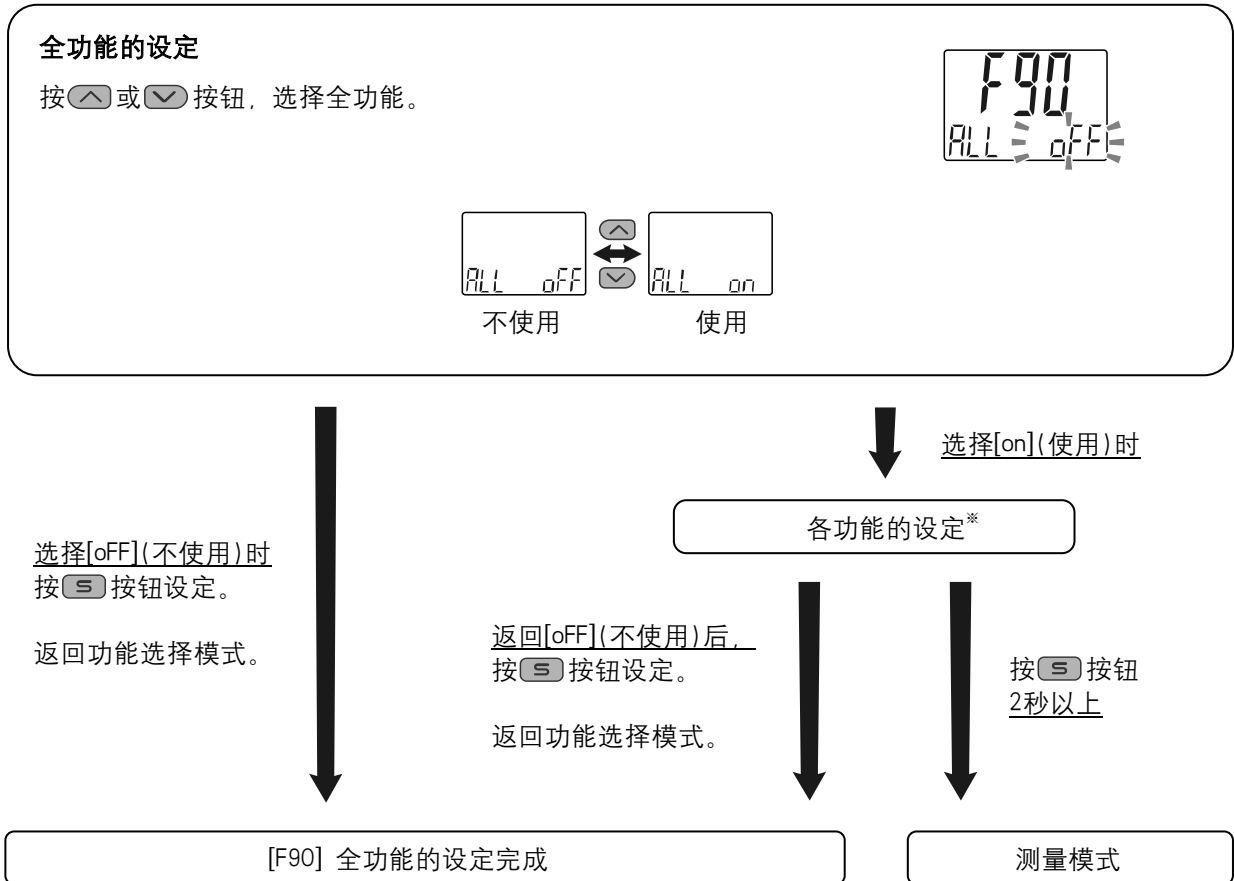 全功能的设定
按或按钮，选择全功能。
F90
ALL oFF
ALL oFF
ALL on
不使用
使用
选择[on](使用)时
各功能的设定※
选择[oFF](不使用)时
按S按钮设定。
返回功能选择模式。
返回[oFF](不使用)后，
按S按钮设定。
返回功能选择模式。
按S按钮
2秒以上
[F90] 全功能的设定完成
测量模式